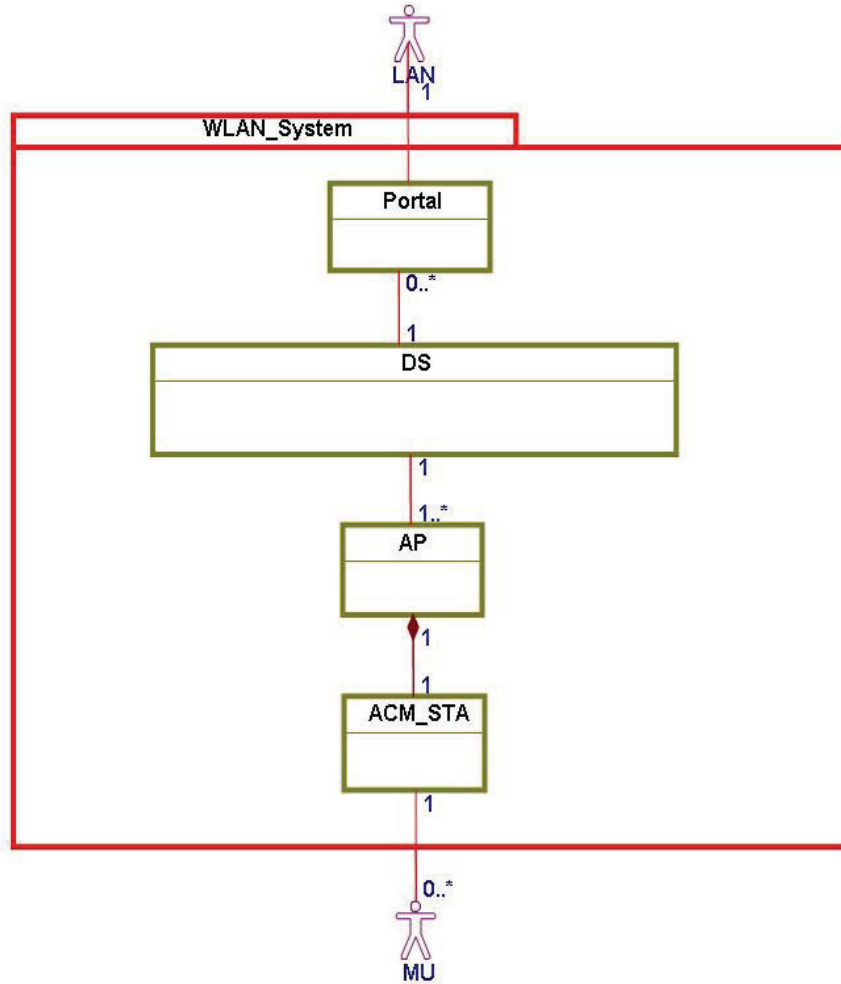 LAN
1
WLAN_System
Portal
0..*
1
DS
1
1..*
AP
1
1
ACM_STA
1
0..*
MU